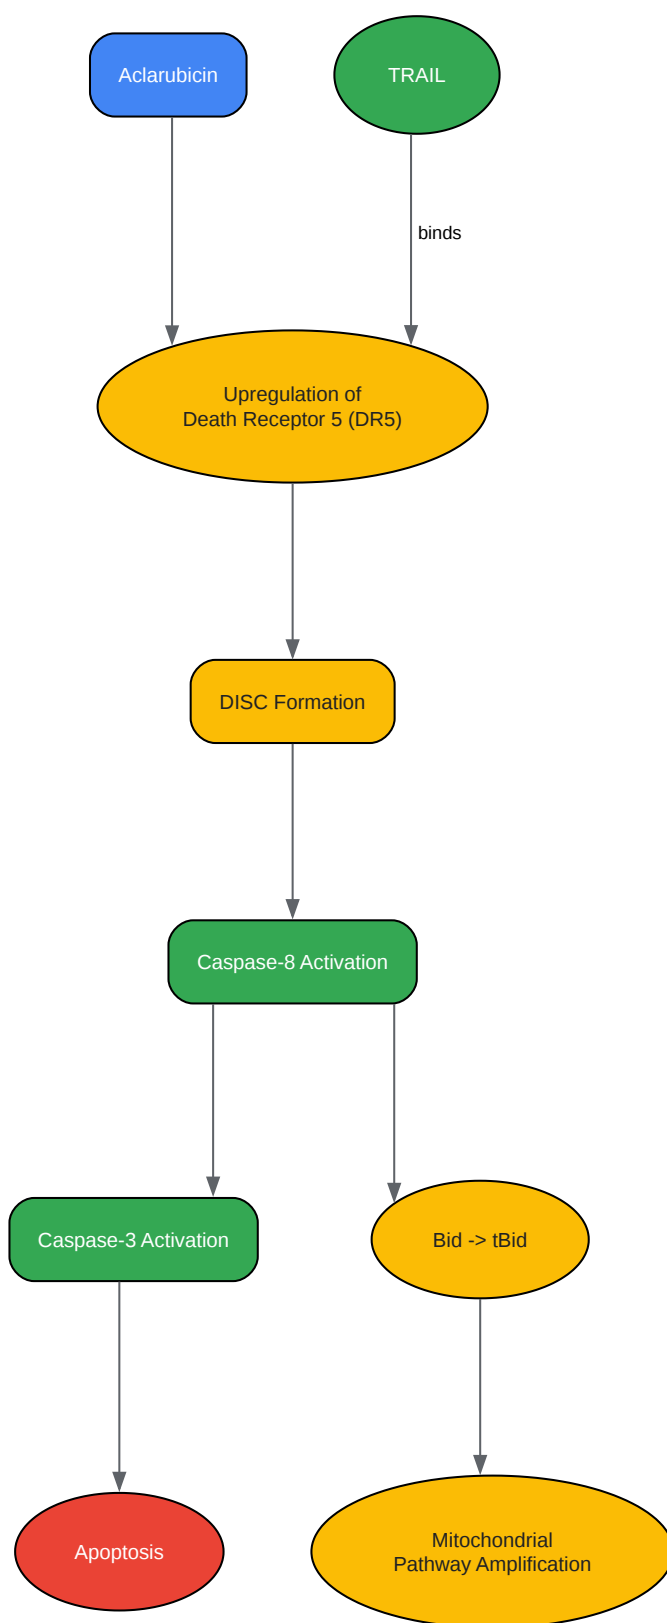 Aclarubicin
TRAIL
binds
Upregulation of
Death Receptor 5 (DR5)
DISC Formation
Caspase-8 Activation
Caspase-3 Activation
Bid -> tBid
Apoptosis
Mitochondrial
Pathway Amplification